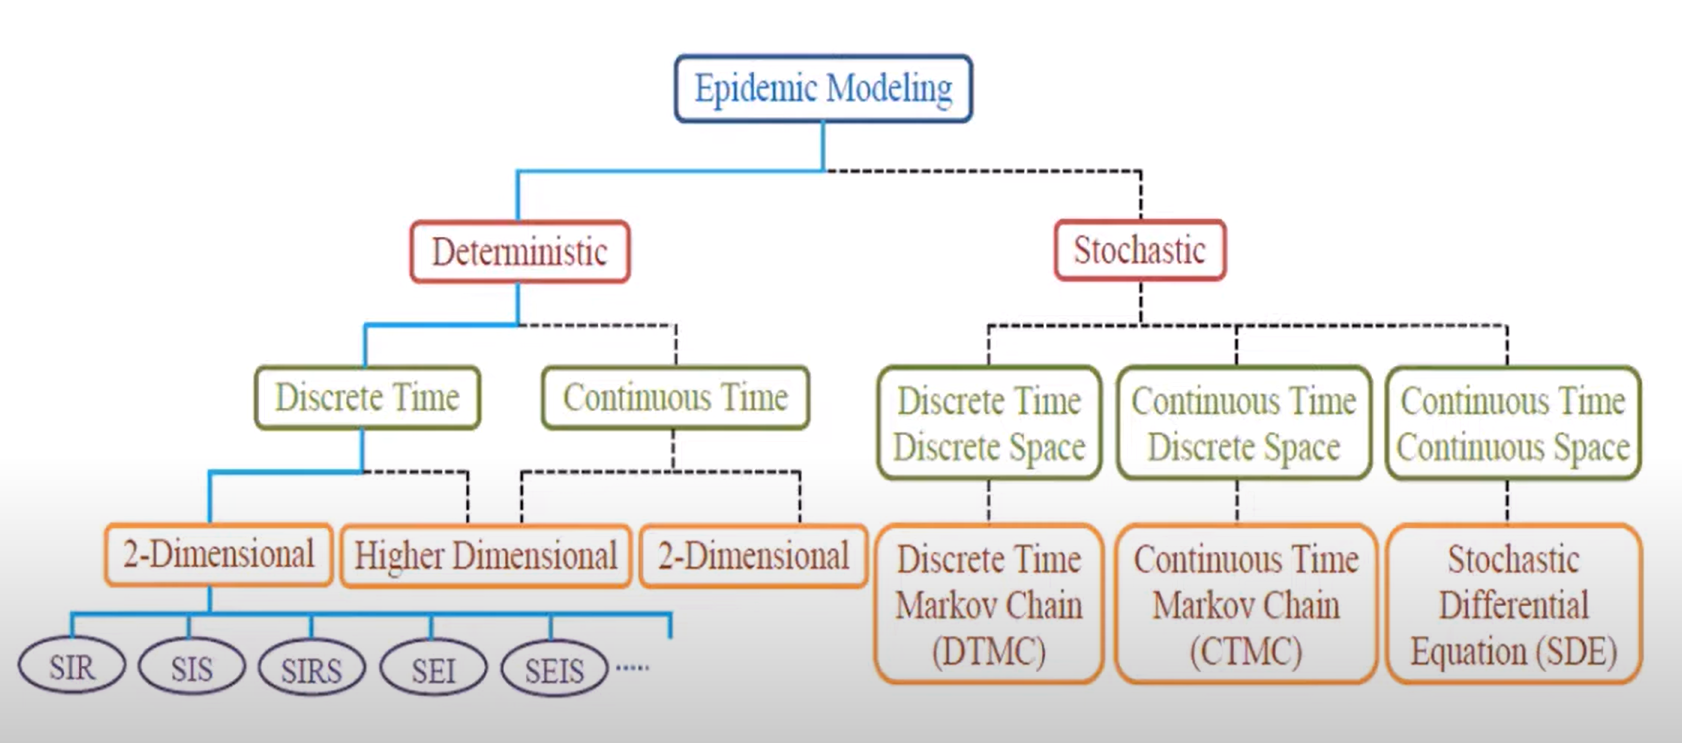 Epidemic Modeling
Deterministic
Stochastic
Discrete Time
Continuous Time
Discrete Time
Discrete Space
Continuous Time
Discrete Space
Continuous Time
Continuous Space
2-Dimensional
Higher Dimensional
2-Dimensional
Discrete Time
Markov Chain
(DTMC)
Continuous Time
Markov Chain
(CTMC)
Stochastic
Differential
Equation (SDE)
SIR
SIS
SIRS
SEI
SEIS
.....